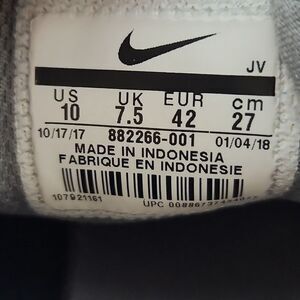 JV
US UK EUR cm
10 7.5 42 27
10/17/17 882266-001 01/04/18
MADE IN INDONESIA
FABRIQUE EN INDONESIE
107921161
UPC